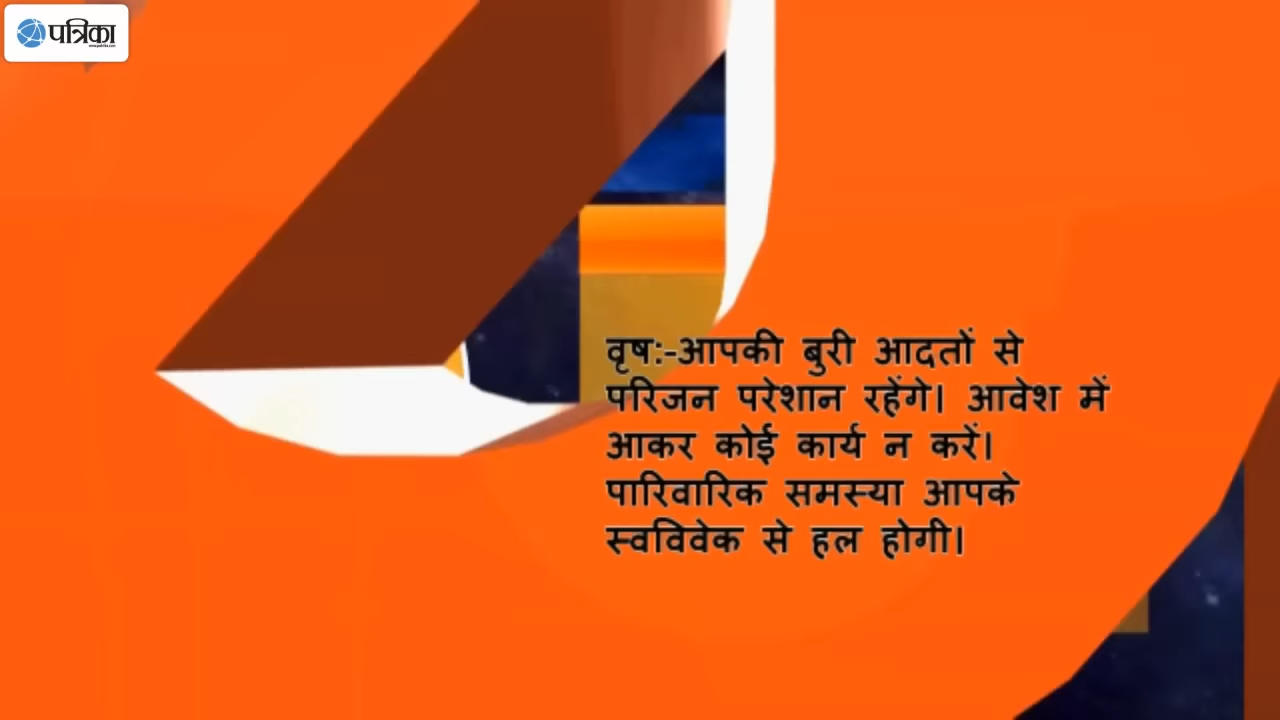 पत्रिका
वृष:-आपकी बुरी आदतों से
परिजन परेशान रहेंगे। आवेश में
आकर कोई कार्य न करें।
पारिवारिक समस्या आपके
स्वविवेक से हल होगी।